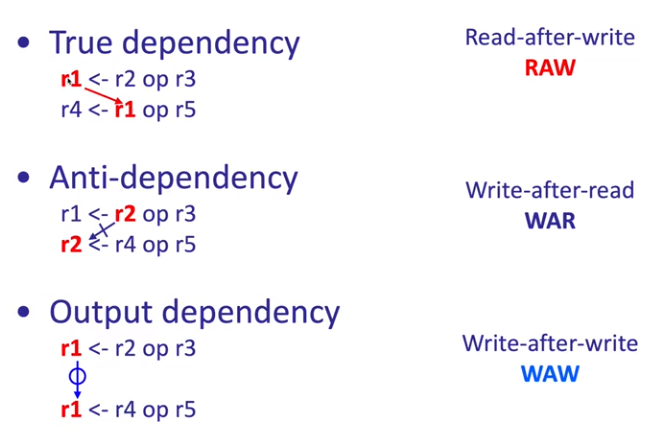 • True dependency
r1 <- r2 op r3
r4 <- r1 op r5
Read-after-write
RAW
• Anti-dependency
r1 <- r2 op r3
r2 <- r4 op r5
Write-after-read
WAR
• Output dependency
r1 <- r2 op r3
r1 <- r4 op r5
Write-after-write
WAW